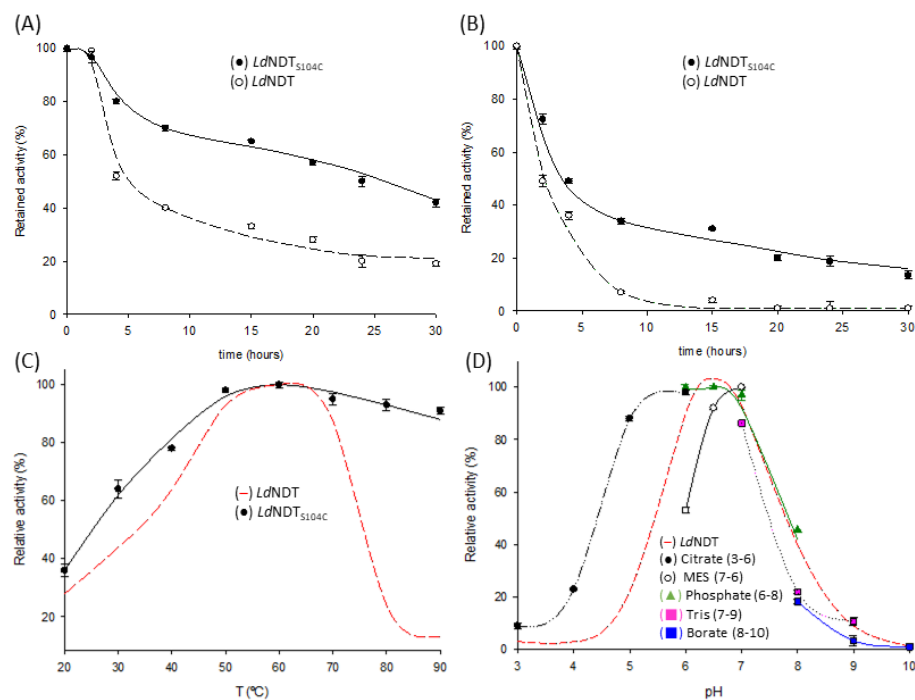 (A)
(●) LdNDTS104C
(○) LdNDT
Retained activity (%)
100
80
60
40
20
0
0 5 10 15 20 25 30
time (hours)
(B)
(●) LdNDTS104C
(○) LdNDT
Retained activity (%)
100
80
60
40
20
0
0 5 10 15 20 25 30
time (hours)
(C)
(–) LdNDT
(●) LdNDTS104C
Relative activity (%)
100
80
60
40
20
20 30 40 50 60 70 80 90
T (ºC)
(D)
(–) LdNDT
(●) Citrate (3-6)
(○) MES (7-6)
(▲) Phosphate (6-8)
(■) Tris (7-9)
(■) Borate (8-10)
Relative activity (%)
100
80
60
40
20
0
3 4 5 6 7 8 9 10
pH